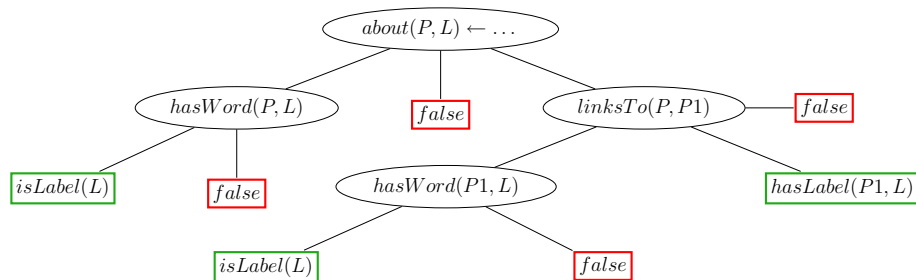 about(P, L) ← ...
hasWord(P, L)
false
linksTo(P, P1)
false
isLabel(L)
false
hasWord(P1, L)
hasLabel(P1, L)
isLabel(L)
false